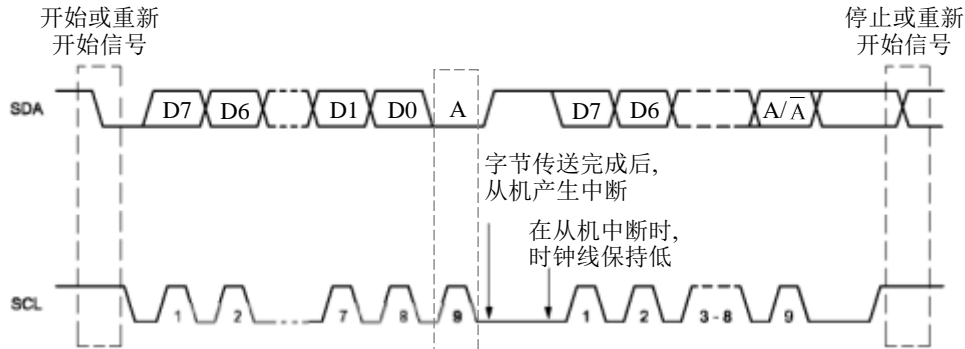 开始或重新
开始信号
停止或重新
开始信号
SDA
D7 D6 D1 D0 A D7 D6 A/A̅
字节传送完成后,
从机产生中断
在从机中断时,
时钟线保持低
SCL
1 2 7 8 9 1 2 3 - 8 9